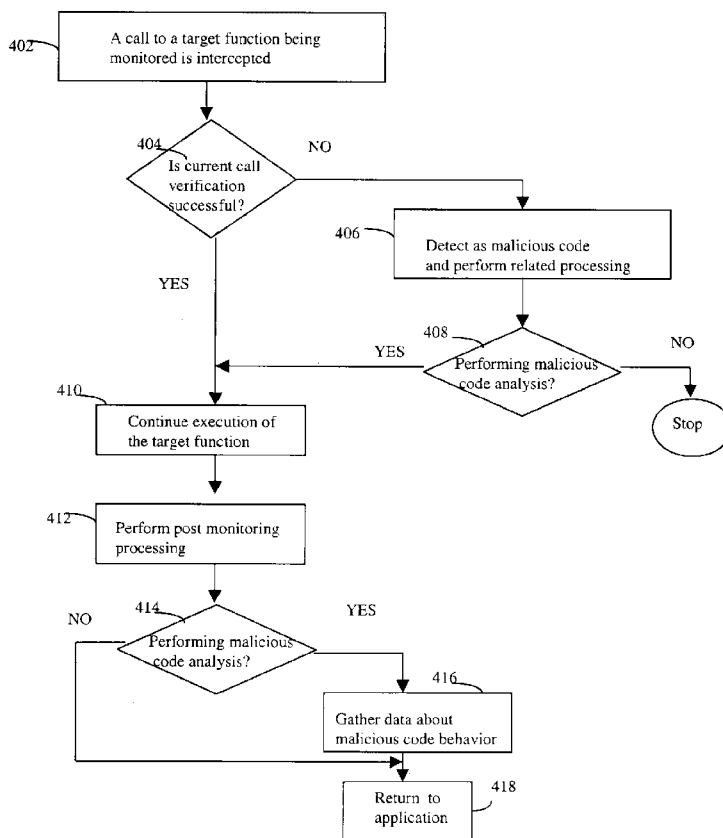 402
A call to a target function being
monitored is intercepted
404
Is current call
verification
successful?
NO
YES
406
Detect as malicious code
and perform related processing
408
Performing malicious
code analysis?
YES
NO
Stop
410
Continue execution of
the target function
412
Perform post monitoring
processing
414
Performing malicious
code analysis?
NO
YES
416
Gather data about
malicious code behavior
Return to
application
418